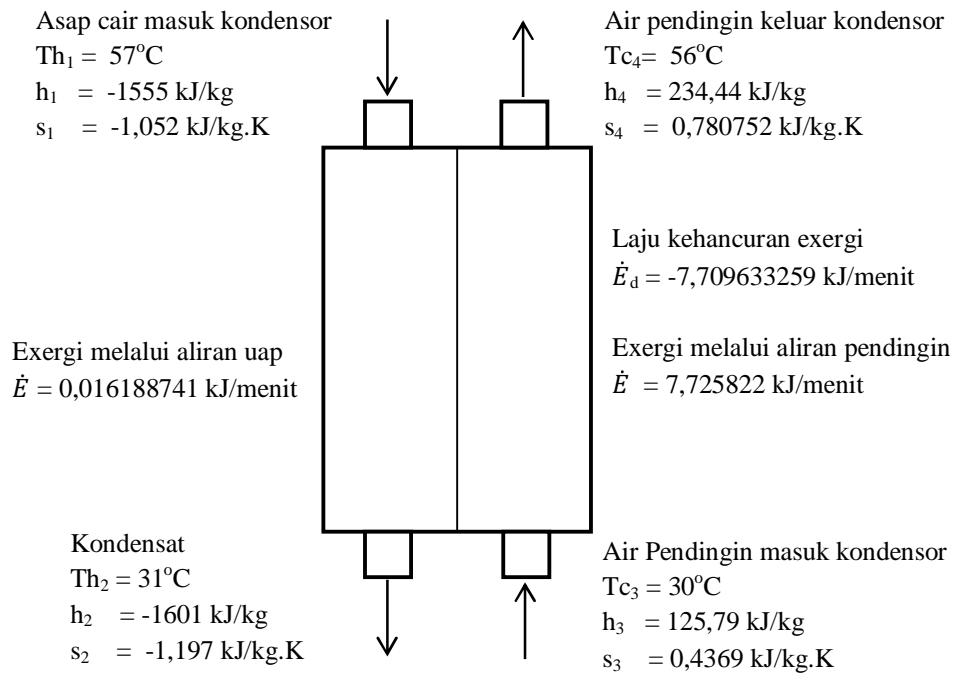 Asap cair masuk kondensor
Th₁ = 57°C
h₁ = -1555 kJ/kg
s₁ = -1,052 kJ/kg.K
Air pendingin keluar kondensor
Tc₄= 56°C
h₄ = 234,44 kJ/kg
s₄ = 0,780752 kJ/kg.K
Laju kehancuran exergi
Ė_d = -7,709633259 kJ/menit
Exergi melalui aliran uap
Ė = 0,016188741 kJ/menit
Exergi melalui aliran pendingin
Ė = 7,725822 kJ/menit
Kondensat
Th₂ = 31°C
h₂ = -1601 kJ/kg
s₂ = -1,197 kJ/kg.K
Air Pendingin masuk kondensor
Tc₃ = 30°C
h₃ = 125,79 kJ/kg
s₃ = 0,4369 kJ/kg.K